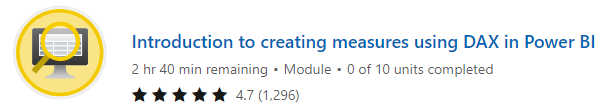 Introduction to creating measures using DAX in Power BI
2 hr 40 min remaining • Module • 0 of 10 units completed
★★★★★ 4.7 (1,296)